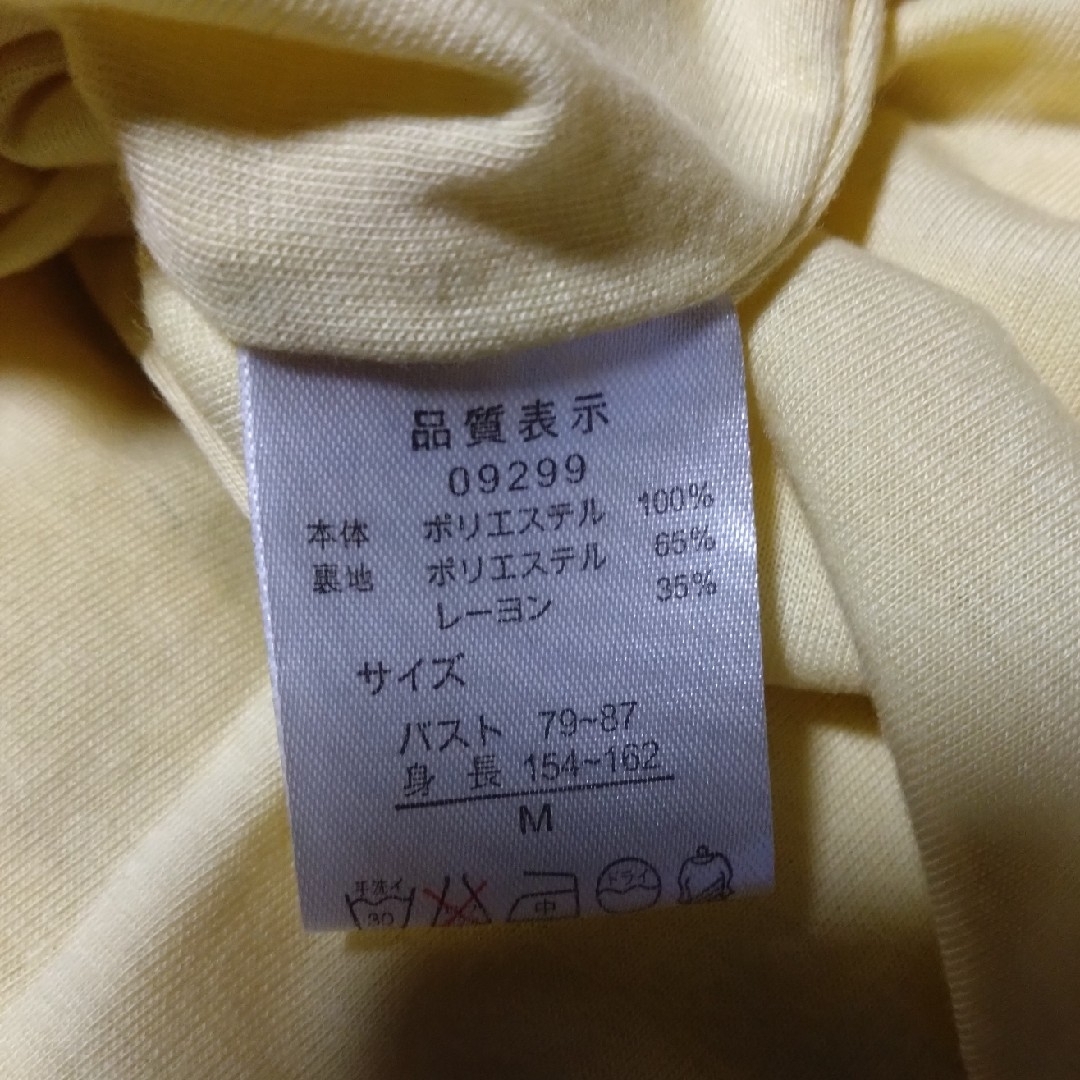 品質表示
09299
本体 ポリエステル 100%
裏地 ポリエステル 65%
レーヨン 35%
サイズ
バスト 79~87
身長 154~162
M
手洗イ 30 中 ドライ